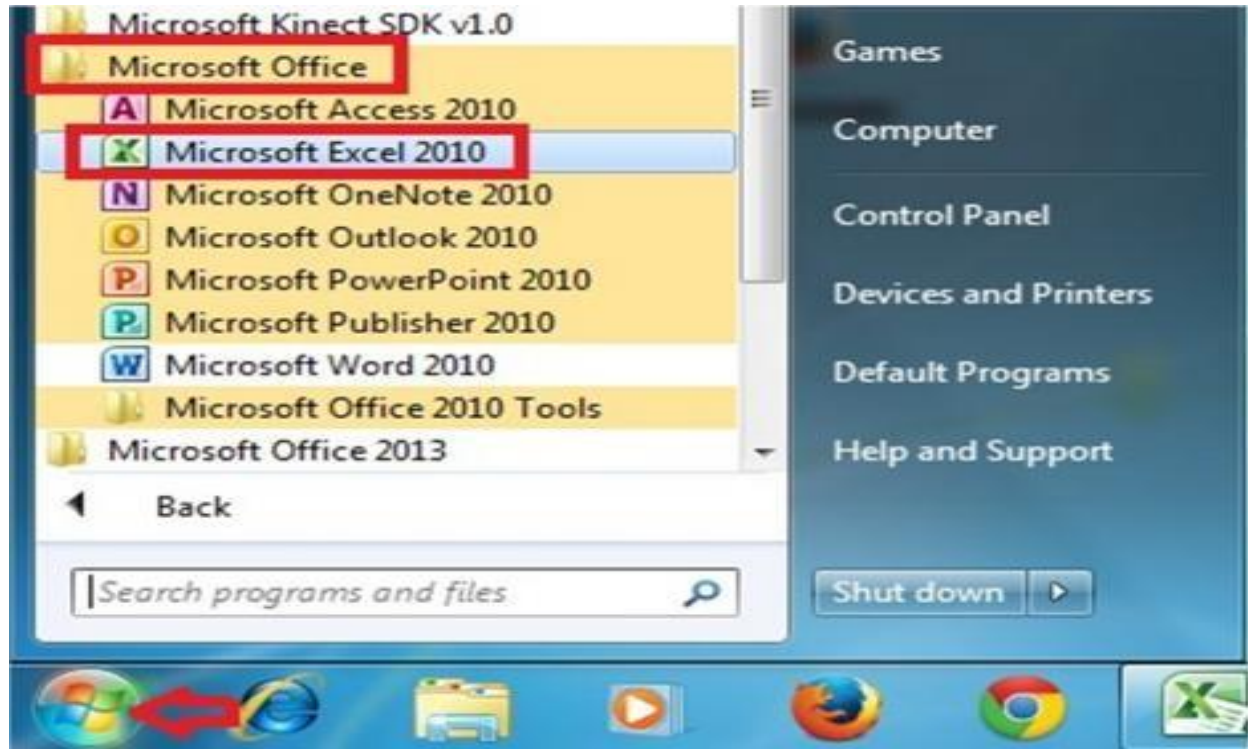 Microsoft Kinect SDK v1.0
Microsoft Office
A Microsoft Access 2010
Microsoft Excel 2010
N Microsoft OneNote 2010
O Microsoft Outlook 2010
P Microsoft PowerPoint 2010
P Microsoft Publisher 2010
W Microsoft Word 2010
Microsoft Office 2010 Tools
Microsoft Office 2013
Back
Search programs and files
Games
Computer
Control Panel
Devices and Printers
Default Programs
Help and Support
Shut down